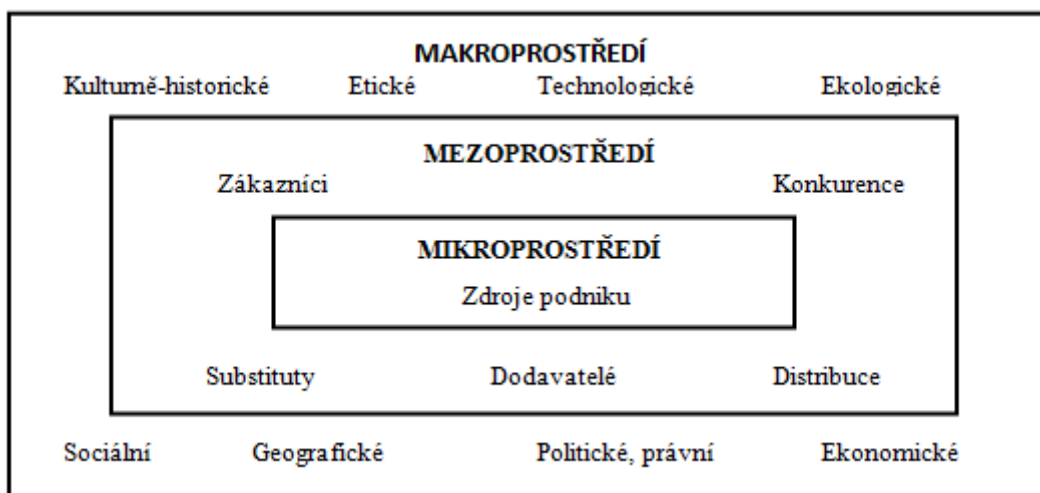 MAKROPROSTŘEDÍ
Kulturně-historické Etické Technologické Ekologické
MEZOPROSTŘEDÍ
Zákazníci Konkurence
MIKROPROSTŘEDÍ
Zdroje podniku
Substituty Dodavatelé Distribuce
Sociální Geografické Politické, právní Ekonomické